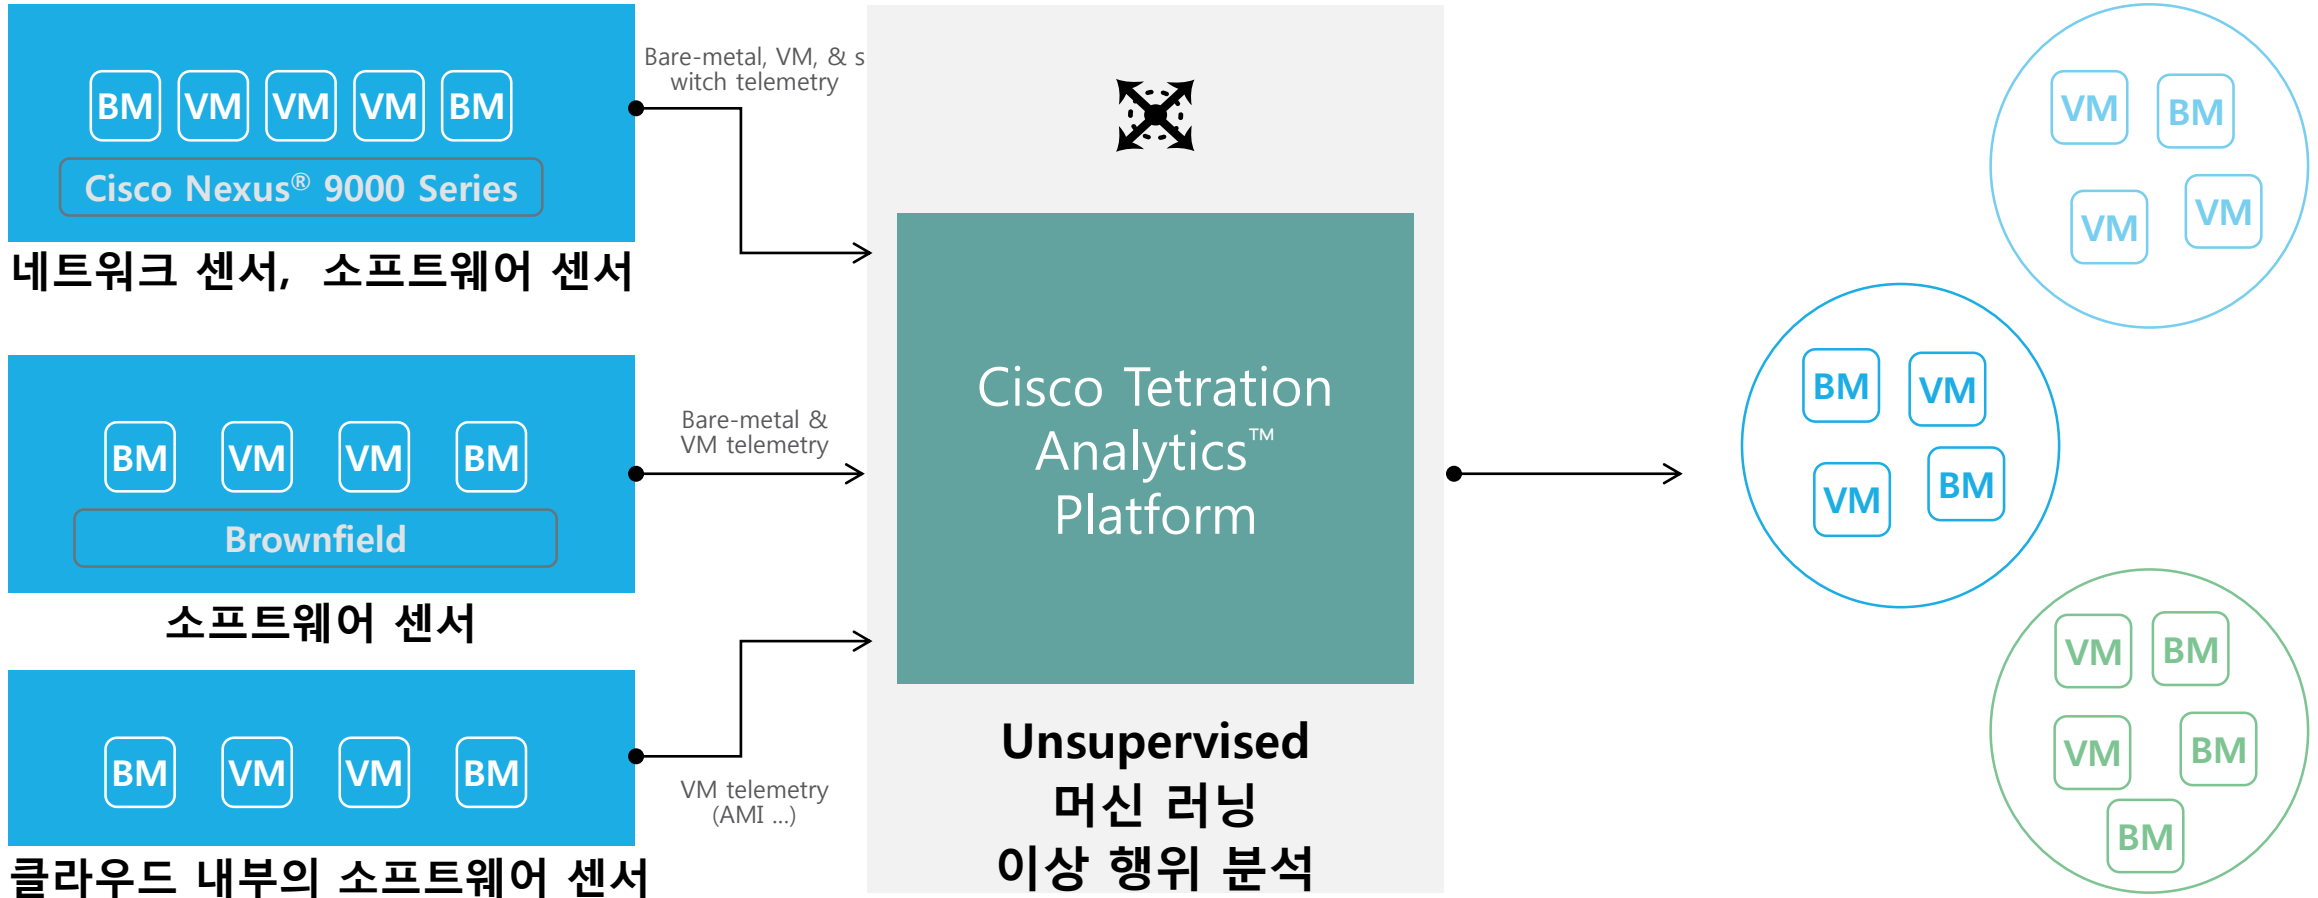 BM VM VM VM BM
Cisco Nexus® 9000 Series
네트워크 센서, 소프트웨어 센서
Bare-metal, VM, & s
witch telemetry
BM VM VM BM
Brownfield
소프트웨어 센서
Bare-metal &
VM telemetry
BM VM VM BM
클라우드 내부의 소프트웨어 센서
VM telemetry
(AMI ...)
Cisco Tetration
Analytics™
Platform
Unsupervised
머신 러닝
이상 행위 분석
VM BM
VM VM
BM VM
VM BM
VM BM
VM BM
BM